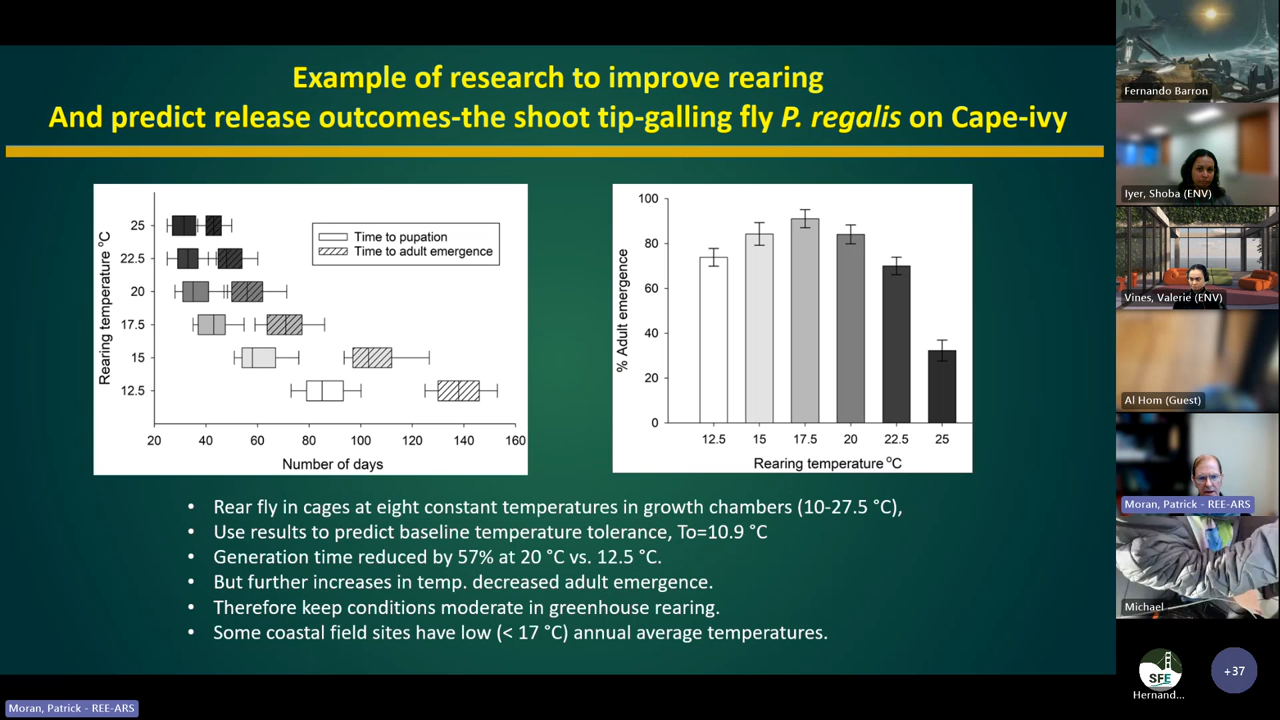 Example of research to improve rearing
And predict release outcomes-the shoot tip-galling fly P. regalis on Cape-ivy
Rearing temperature °C
25
22.5
20
17.5
15
12.5
Time to pupation
Time to adult emergence
20 40 60 80 100 120 140 160
Number of days
% Adult emergence
100
80
60
40
20
0
12.5 15 17.5 20 22.5 25
Rearing temperature °C
• Rear fly in cages at eight constant temperatures in growth chambers (10-27.5 °C),
• Use results to predict baseline temperature tolerance, To=10.9 °C
• Generation time reduced by 57% at 20 °C vs. 12.5 °C.
• But further increases in temp. decreased adult emergence.
• Therefore keep conditions moderate in greenhouse rearing.
• Some coastal field sites have low (< 17 °C) annual average temperatures.
Moran, Patrick - REE-ARS
Fernando Barron
Iyer, Shoba (ENV)
Vines, Valerie (ENV)
Al Hom (Guest)
Moran, Patrick - REE-ARS
Michael
SFE
Hernand...
+37